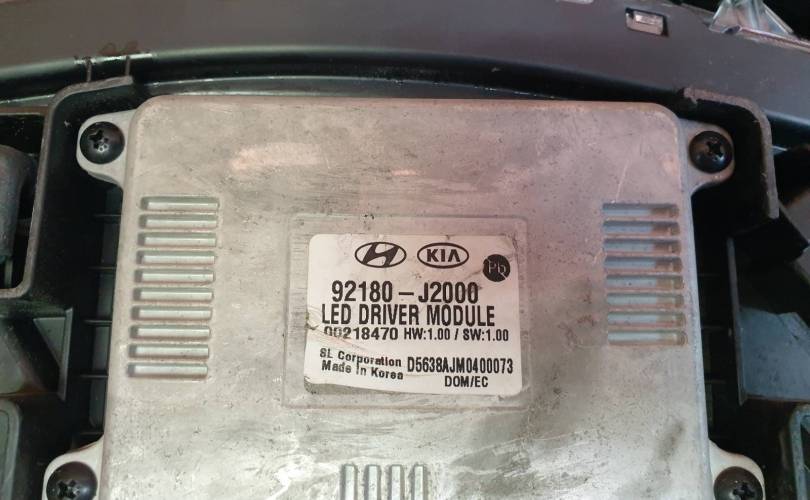 KIA
Pb
92180-J2000
LED DRIVER MODULE
00218470 HW:1.00 / SW:1.00
SL Corporation D5638AJM0400073
Made in Korea DOM/EC